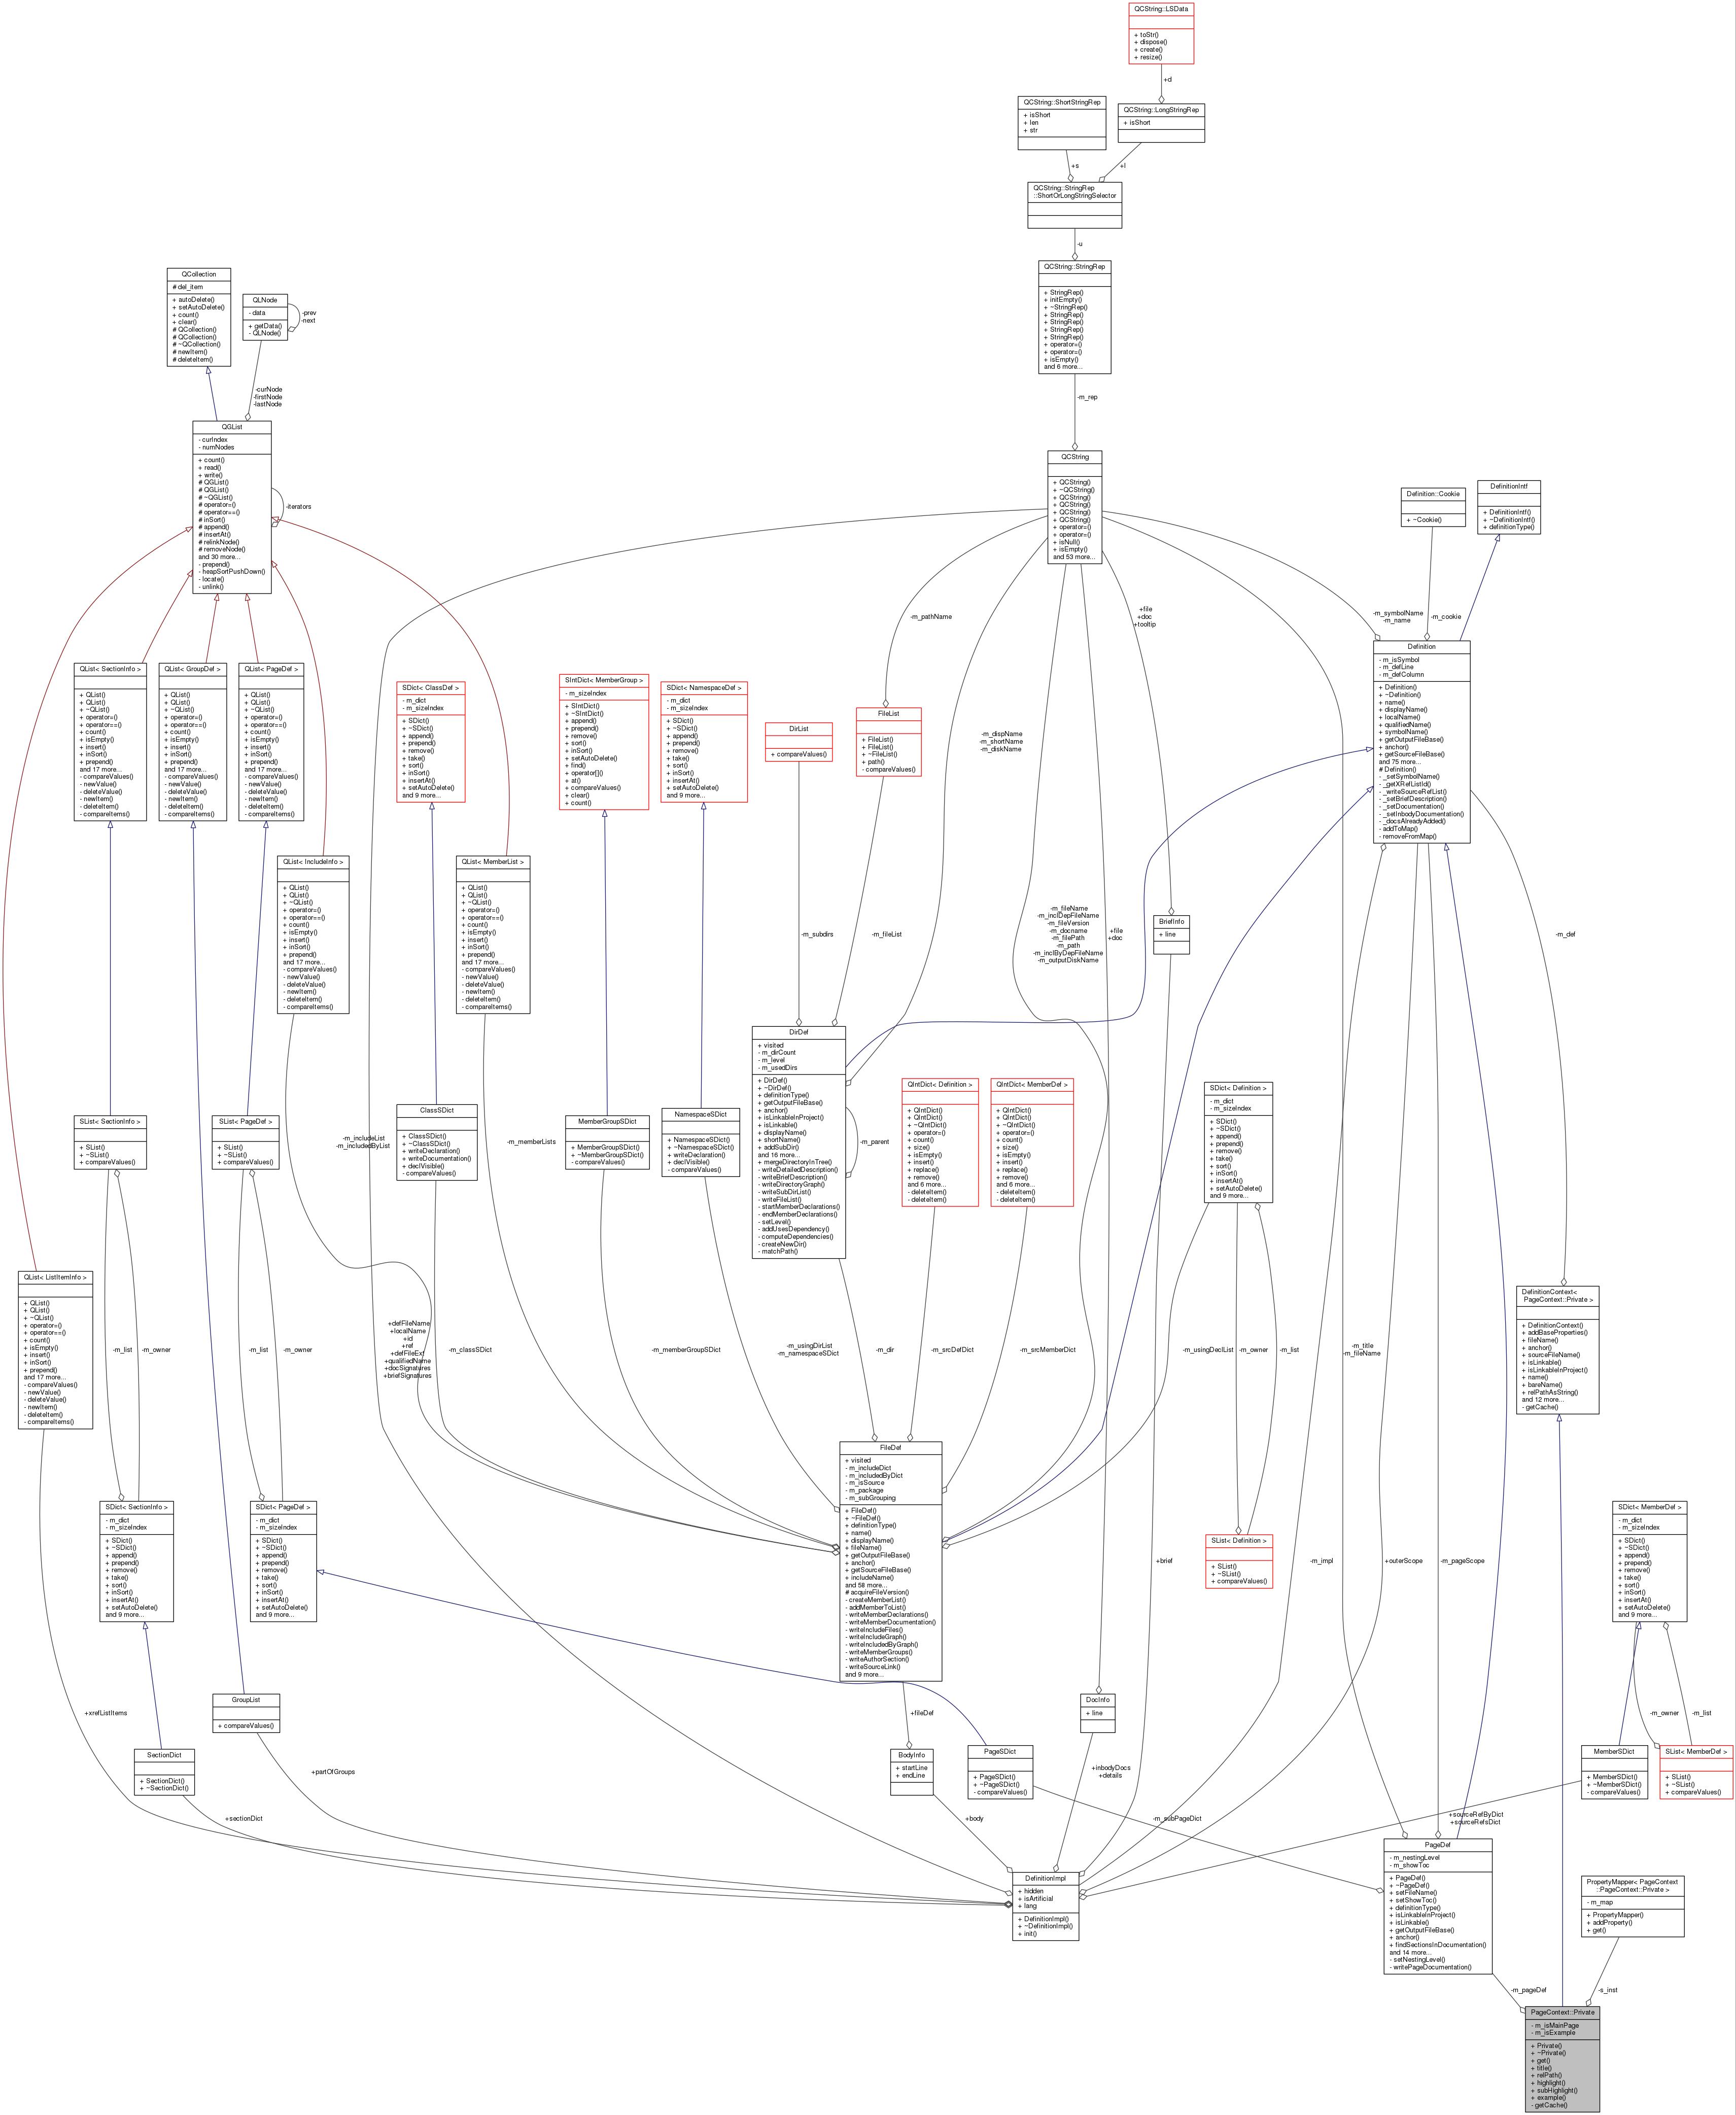 QCString::LSData
+ toStr()
+ dispose()
+ create()
+ resize()
+d
QCString::ShortStringRep
+ isShort
+ len
+ str
QCString::LongStringRep
+ isShort
+s
+l
QCString::StringRep
::ShortOrLongStringSelector
-u
QCString::StringRep
+ StringRep()
+ initEmpty()
+ ~StringRep()
+ StringRep()
+ StringRep()
+ StringRep()
+ StringRep()
+ operator=()
+ operator=()
+ isEmpty()
and 6 more...
-m_rep
QCollection
# del_item
+ autoDelete()
+ setAutoDelete()
+ count()
+ clear()
# QCollection()
# QCollection()
# ~QCollection()
# newItem()
# deleteItem()
QLNode
- data
+ getData()
- QLNode()
-prev
-next
-curNode
-firstNode
-lastNode
QGList
- curIndex
- numNodes
+ count()
+ read()
+ write()
# QGList()
# QGList()
# ~QGList()
# operator=()
# operator==()
# inSort()
# append()
# insertAt()
# relinkNode()
# removeNode()
and 30 more...
- prepend()
- heapSortPushDown()
- locate()
- unlink()
-iterators
QCString
+ QCString()
+ ~QCString()
+ QCString()
+ QCString()
+ QCString()
+ QCString()
+ operator=()
+ operator=()
+ isNull()
+ isEmpty()
and 53 more...
Definition::Cookie
+ ~Cookie()
DefinitionIntf
+ DefinitionIntf()
+ ~DefinitionIntf()
+ definitionType()
-m_pathName
+file
+doc
+tooltip
-m_symbolName
-m_name
-m_cookie
Definition
- m_isSymbol
- m_defLine
- m_defColumn
+ Definition()
+ ~Definition()
+ name()
+ displayName()
+ localName()
+ qualifiedName()
+ symbolName()
+ getOutputFileBase()
+ anchor()
+ getSourceFileBase()
and 75 more...
# Definition()
- _setSymbolName()
- _getXRefListId()
- _writeSourceRefList()
- _setBriefDescription()
- _setDocumentation()
- _setInbodyDocumentation()
- _docsAlreadyAdded()
- addToMap()
- removeFromMap()
QList< SectionInfo >
+ QList()
+ QList()
+ ~QList()
+ operator=()
+ operator==()
+ count()
+ isEmpty()
+ insert()
+ inSort()
+ prepend()
and 17 more...
- compareValues()
- newValue()
- deleteValue()
- newItem()
- deleteItem()
- compareItems()
QList< GroupDef >
+ QList()
+ QList()
+ ~QList()
+ operator=()
+ operator==()
+ count()
+ isEmpty()
+ insert()
+ inSort()
+ prepend()
and 17 more...
- compareValues()
- newValue()
- deleteValue()
- newItem()
- deleteItem()
- compareItems()
QList< PageDef >
+ QList()
+ QList()
+ ~QList()
+ operator=()
+ operator==()
+ count()
+ isEmpty()
+ insert()
+ inSort()
+ prepend()
and 17 more...
- compareValues()
- newValue()
- deleteValue()
- newItem()
- deleteItem()
- compareItems()
SDict< ClassDef >
- m_dict
- m_sizeIndex
+ SDict()
+ ~SDict()
+ append()
+ prepend()
+ remove()
+ take()
+ sort()
+ inSort()
+ insertAt()
+ setAutoDelete()
and 9 more...
SIntDict< MemberGroup >
- m_sizeIndex
+ SIntDict()
+ ~SIntDict()
+ append()
+ prepend()
+ remove()
+ sort()
+ inSort()
+ setAutoDelete()
+ find()
+ operator[]()
+ at()
+ compareValues()
+ clear()
+ count()
SDict< NamespaceDef >
- m_dict
- m_sizeIndex
+ SDict()
+ ~SDict()
+ append()
+ prepend()
+ remove()
+ take()
+ sort()
+ inSort()
+ insertAt()
+ setAutoDelete()
and 9 more...
DirList
+ compareValues()
FileList
+ FileList()
+ FileList()
+ ~FileList()
+ path()
- compareValues()
-m_dispName
-m_shortName
-m_diskName
QList< IncludeInfo >
+ QList()
+ QList()
+ ~QList()
+ operator=()
+ operator==()
+ count()
+ isEmpty()
+ insert()
+ inSort()
+ prepend()
and 17 more...
- compareValues()
- newValue()
- deleteValue()
- newItem()
- deleteItem()
- compareItems()
QList< MemberList >
+ QList()
+ QList()
+ ~QList()
+ operator=()
+ operator==()
+ count()
+ isEmpty()
+ insert()
+ inSort()
+ prepend()
and 17 more...
- compareValues()
- newValue()
- deleteValue()
- newItem()
- deleteItem()
- compareItems()
-m_subdirs
-m_fileList
-m_fileName
-m_inclDepFileName
-m_fileVersion
-m_docname
-m_filePath
-m_path
-m_inclByDepFileName
-m_outputDiskName
+file
+doc
BriefInfo
+ line
-m_def
DirDef
+ visited
- m_dirCount
- m_level
- m_usedDirs
+ DirDef()
+ ~DirDef()
+ definitionType()
+ getOutputFileBase()
+ anchor()
+ isLinkableInProject()
+ isLinkable()
+ displayName()
+ shortName()
+ addSubDir()
and 16 more...
+ mergeDirectoryInTree()
- writeDetailedDescription()
- writeBriefDescription()
- writeDirectoryGraph()
- writeSubDirList()
- writeFileList()
- startMemberDeclarations()
- endMemberDeclarations()
- setLevel()
- addUsesDependency()
- computeDependencies()
- createNewDir()
- matchPath()
-m_parent
QIntDict< Definition >
+ QIntDict()
+ QIntDict()
+ ~QIntDict()
+ operator=()
+ count()
+ size()
+ isEmpty()
+ insert()
+ replace()
+ remove()
and 6 more...
- deleteItem()
- deleteItem()
QIntDict< MemberDef >
+ QIntDict()
+ QIntDict()
+ ~QIntDict()
+ operator=()
+ count()
+ size()
+ isEmpty()
+ insert()
+ replace()
+ remove()
and 6 more...
- deleteItem()
- deleteItem()
SDict< Definition >
- m_dict
- m_sizeIndex
+ SDict()
+ ~SDict()
+ append()
+ prepend()
+ remove()
+ take()
+ sort()
+ inSort()
+ insertAt()
+ setAutoDelete()
and 9 more...
SList< SectionInfo >
+ SList()
+ ~SList()
+ compareValues()
SList< PageDef >
+ SList()
+ ~SList()
+ compareValues()
-m_includeList
-m_includedByList
ClassSDict
+ ClassSDict()
+ ~ClassSDict()
+ writeDeclaration()
+ writeDocumentation()
+ declVisible()
- compareValues()
-m_memberLists
MemberGroupSDict
+ MemberGroupSDict()
+ ~MemberGroupSDict()
- compareValues()
NamespaceSDict
+ NamespaceSDict()
+ ~NamespaceSDict()
+ writeDeclaration()
+ declVisible()
- compareValues()
QList< ListItemInfo >
+ QList()
+ QList()
+ ~QList()
+ operator=()
+ operator==()
+ count()
+ isEmpty()
+ insert()
+ inSort()
+ prepend()
and 17 more...
- compareValues()
- newValue()
- deleteValue()
- newItem()
- deleteItem()
- compareItems()
-m_list
-m_owner
-m_list
-m_owner
+defFileName
+localName
+id
+ref
+defFileExt
+qualifiedName
+docSignatures
+briefSignatures
-m_classSDict
-m_memberGroupSDict
-m_usingDirList
-m_namespaceSDict
-m_dir
-m_srcDefDict
-m_srcMemberDict
-m_usingDeclList
-m_owner
-m_list
-m_title
-m_fileName
DefinitionContext<
PageContext::Private >
+ DefinitionContext()
+ addBaseProperties()
+ fileName()
+ anchor()
+ sourceFileName()
+ isLinkable()
+ isLinkableInProject()
+ name()
+ bareName()
+ relPathAsString()
and 12 more...
- getCache()
FileDef
+ visited
- m_includeDict
- m_includedByDict
- m_isSource
- m_package
- m_subGrouping
+ FileDef()
+ ~FileDef()
+ definitionType()
+ name()
+ displayName()
+ fileName()
+ getOutputFileBase()
+ anchor()
+ getSourceFileBase()
+ includeName()
and 58 more...
# acquireFileVersion()
- createMemberList()
- addMemberToList()
- writeMemberDeclarations()
- writeMemberDocumentation()
- writeIncludeFiles()
- writeIncludeGraph()
- writeIncludedByGraph()
- writeMemberGroups()
- writeAuthorSection()
- writeSourceLink()
and 9 more...
SDict< SectionInfo >
- m_dict
- m_sizeIndex
+ SDict()
+ ~SDict()
+ append()
+ prepend()
+ remove()
+ take()
+ sort()
+ inSort()
+ insertAt()
+ setAutoDelete()
and 9 more...
SDict< PageDef >
- m_dict
- m_sizeIndex
+ SDict()
+ ~SDict()
+ append()
+ prepend()
+ remove()
+ take()
+ sort()
+ inSort()
+ insertAt()
+ setAutoDelete()
and 9 more...
+brief
SList< Definition >
+ SList()
+ ~SList()
+ compareValues()
-m_impl
+outerScope
-m_pageScope
SDict< MemberDef >
- m_dict
- m_sizeIndex
+ SDict()
+ ~SDict()
+ append()
+ prepend()
+ remove()
+ take()
+ sort()
+ inSort()
+ insertAt()
+ setAutoDelete()
and 9 more...
+xrefListItems
GroupList
+ compareValues()
SectionDict
+ SectionDict()
+ ~SectionDict()
+partOfGroups
+sectionDict
+fileDef
BodyInfo
+ startLine
+ endLine
+body
PageSDict
+ PageSDict()
+ ~PageSDict()
- compareValues()
DocInfo
+ line
+inbodyDocs
+details
-m_subPageDict
+sourceRefByDict
+sourceRefsDict
-m_owner
-m_list
MemberSDict
+ MemberSDict()
+ ~MemberSDict()
- compareValues()
SList< MemberDef >
+ SList()
+ ~SList()
+ compareValues()
DefinitionImpl
+ hidden
+ isArtificial
+ lang
+ DefinitionImpl()
+ ~DefinitionImpl()
+ init()
PageDef
- m_nestingLevel
- m_showToc
+ PageDef()
+ ~PageDef()
+ setFileName()
+ setShowToc()
+ definitionType()
+ isLinkableInProject()
+ isLinkable()
+ getOutputFileBase()
+ anchor()
+ findSectionsInDocumentation()
and 14 more...
- setNestingLevel()
- writePageDocumentation()
PropertyMapper< PageContext
::PageContext::Private >
- m_map
+ PropertyMapper()
+ addProperty()
+ get()
-m_pageDef
-s_inst
PageContext::Private
- m_isMainPage
- m_isExample
+ Private()
+ ~Private()
+ get()
+ title()
+ relPath()
+ highlight()
+ subHighlight()
+ example()
- getCache()